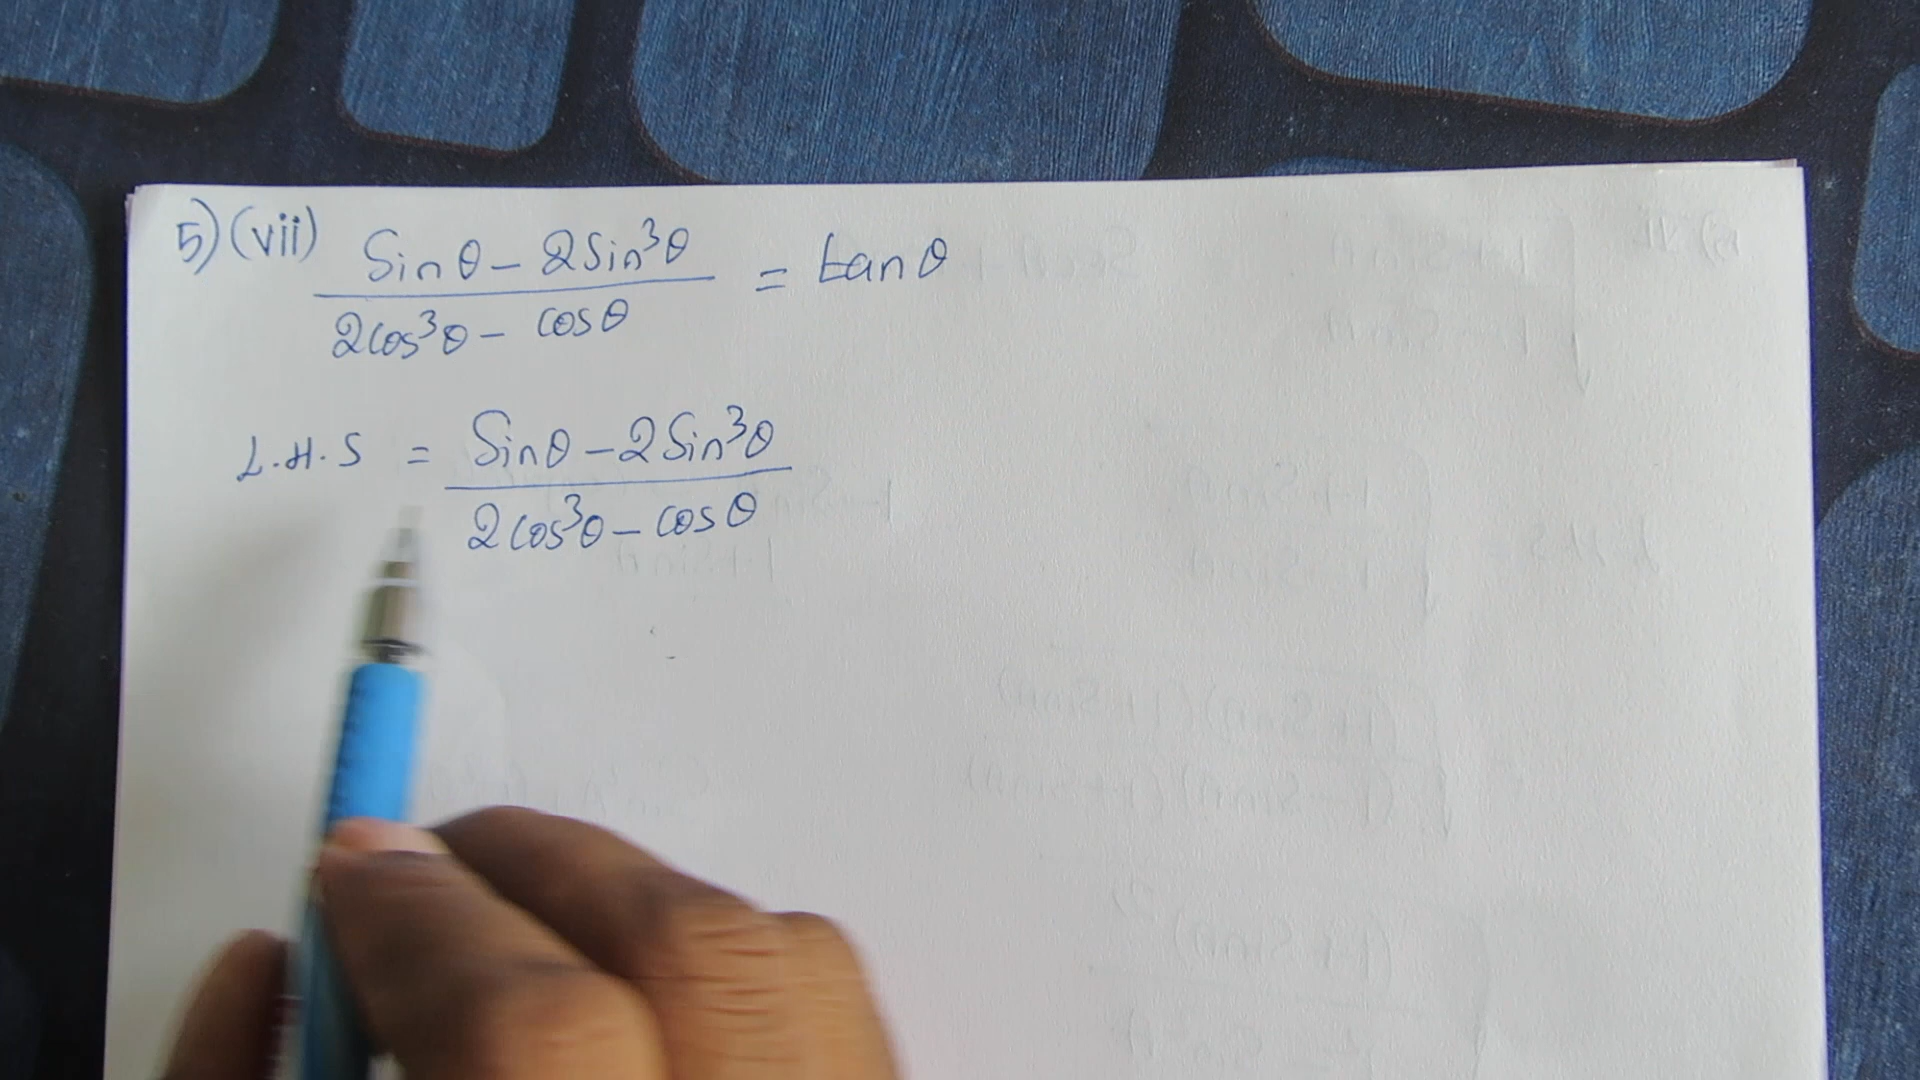 5)(vii) Sinθ - 2Sin³θ / 2cos³θ - cosθ = tanθ
L.H.S = Sinθ - 2Sin³θ / 2cos³θ - cosθ